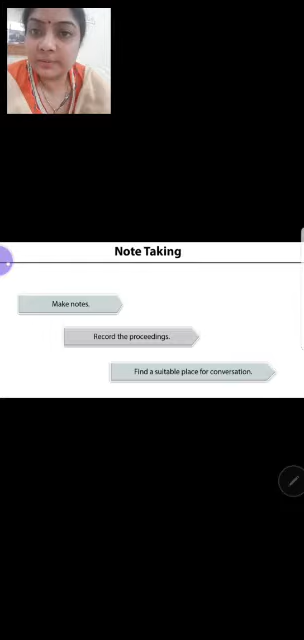 Note Taking
Make notes.
Record the proceedings.
Find a suitable place for conversation.